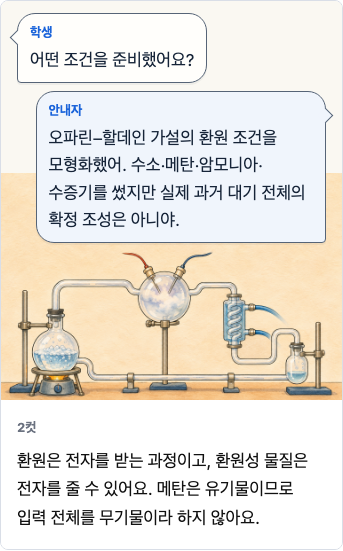 학생
어떤 조건을 준비했어요?
안내자
오파린–할데인 가설의 환원 조건을
모형화했어. 수소·메탄·암모니아·
수증기를 썼지만 실제 과거 대기 전체의
확정 조성은 아니야.
2컷
환원은 전자를 받는 과정이고, 환원성 물질은
전자를 줄 수 있어요. 메탄은 유기물이므로
입력 전체를 무기물이라 하지 않아요.